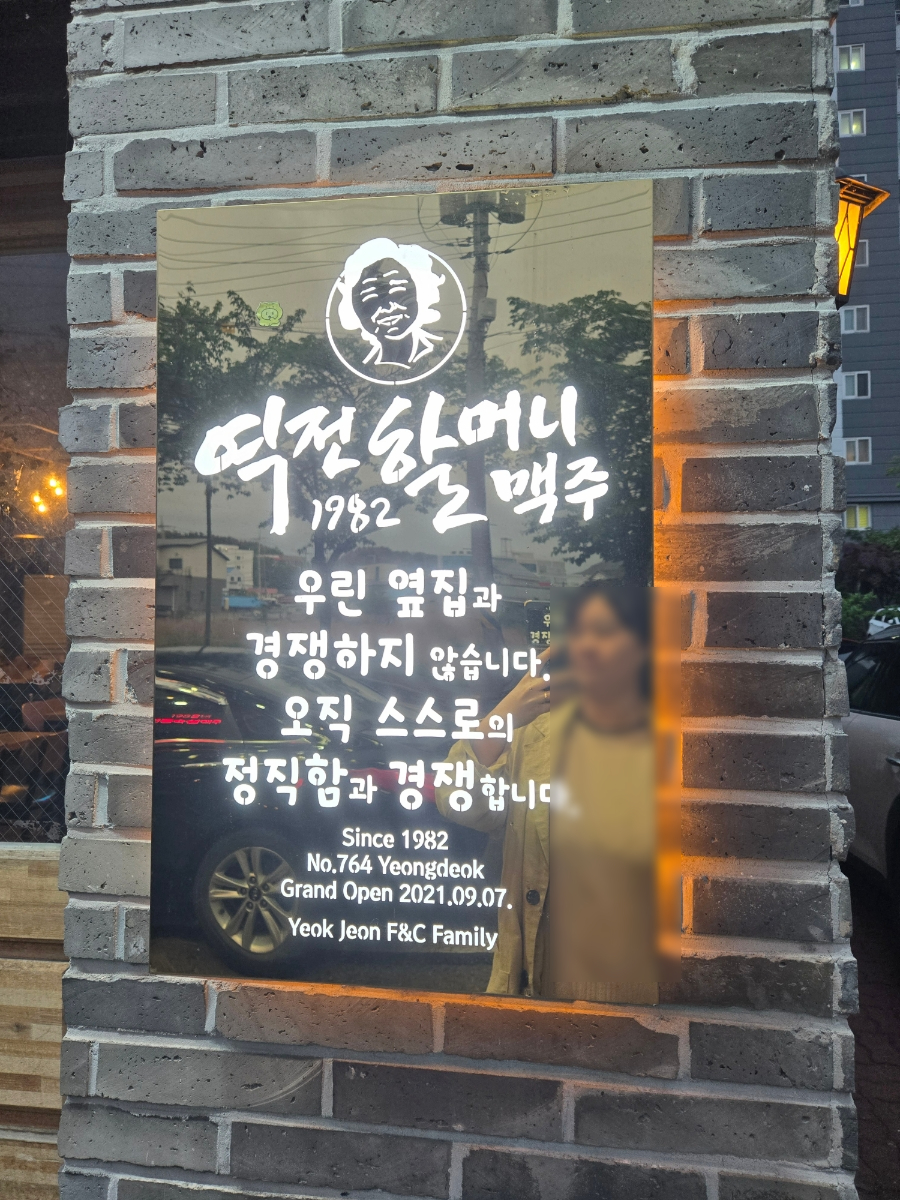 역전할머니
1982 맥주
우린 옆집과
경쟁하지 않습니다.
오직 스스로의
정직함과 경쟁합니다
Since 1982
No.764 Yeongdeok
Grand Open 2021.09.07.
Yeok Jeon F&C Family